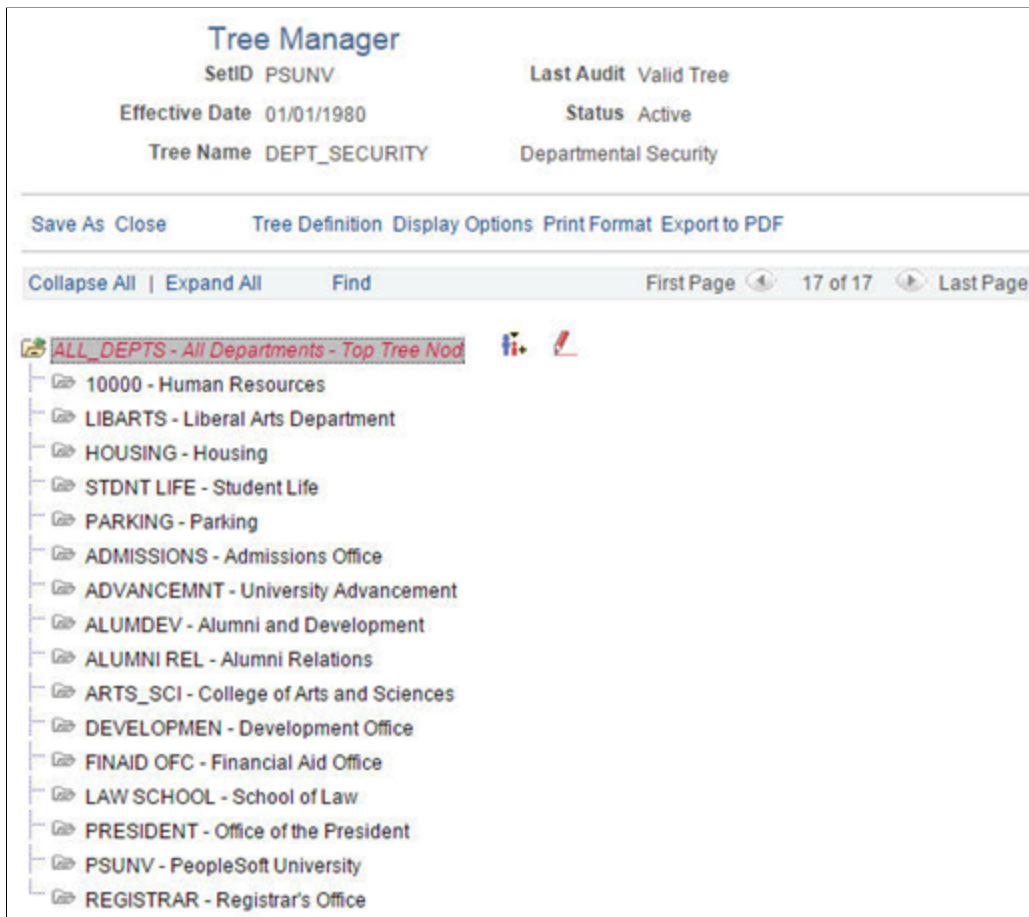 Tree Manager
SetID PSUNV Last Audit Valid Tree
Effective Date 01/01/1980 Status Active
Tree Name DEPT_SECURITY Departmental Security
Save As Close Tree Definition Display Options Print Format Export to PDF
Collapse All | Expand All Find First Page 17 of 17 Last Page
ALL_DEPTS - All Departments - Top Tree Nod
10000 - Human Resources
LIBARTS - Liberal Arts Department
HOUSING - Housing
STDNT LIFE - Student Life
PARKING - Parking
ADMISSIONS - Admissions Office
ADVANCEMNT - University Advancement
ALUMDEV - Alumni and Development
ALUMNI REL - Alumni Relations
ARTS_SCI - College of Arts and Sciences
DEVELOPMEN - Development Office
FINAID OFC - Financial Aid Office
LAW SCHOOL - School of Law
PRESIDENT - Office of the President
PSUNV - PeopleSoft University
REGISTRAR - Registrar's Office